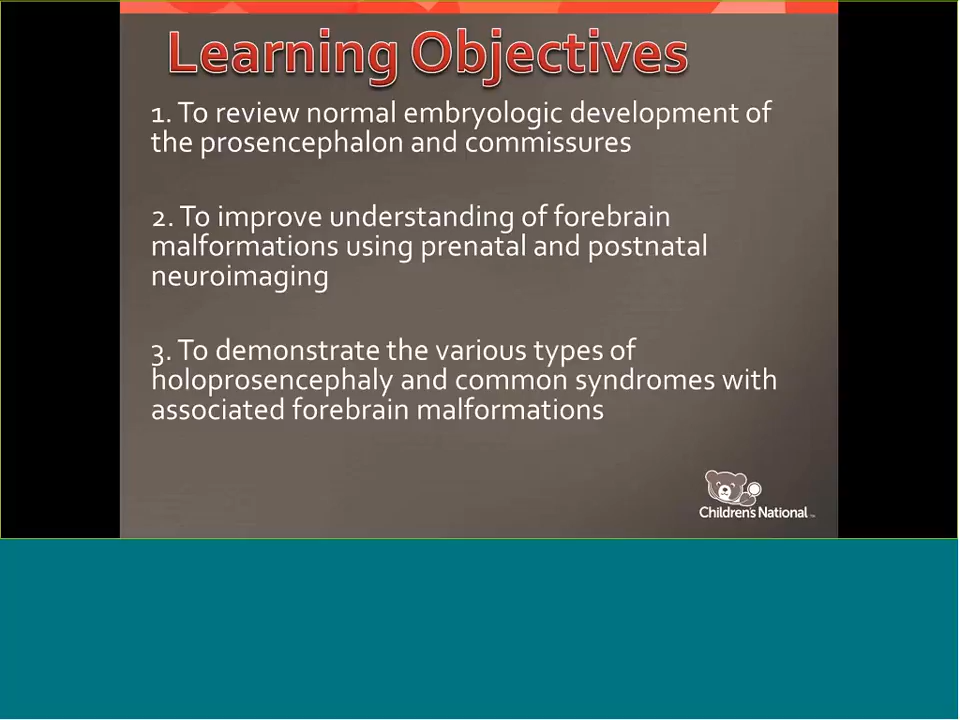 Learning Objectives
1. To review normal embryologic development of
the prosencephalon and commissures
2. To improve understanding of forebrain
malformations using prenatal and postnatal
neuroimaging
3. To demonstrate the various types of
holoprosencephaly and common syndromes with
associated forebrain malformations
Children's National